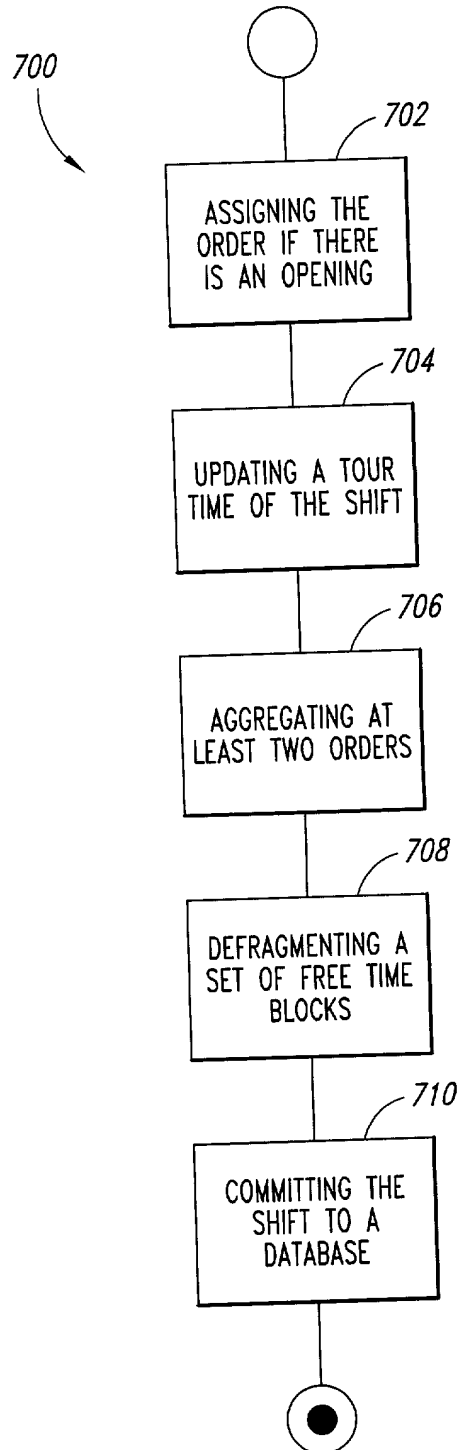 700
702
ASSIGNING THE
ORDER IF THERE
IS AN OPENING
704
UPDATING A TOUR
TIME OF THE SHIFT
706
AGGREGATING AT
LEAST TWO ORDERS
708
DEFRAGMENTING A
SET OF FREE TIME
BLOCKS
710
COMMITTING THE
SHIFT TO A
DATABASE